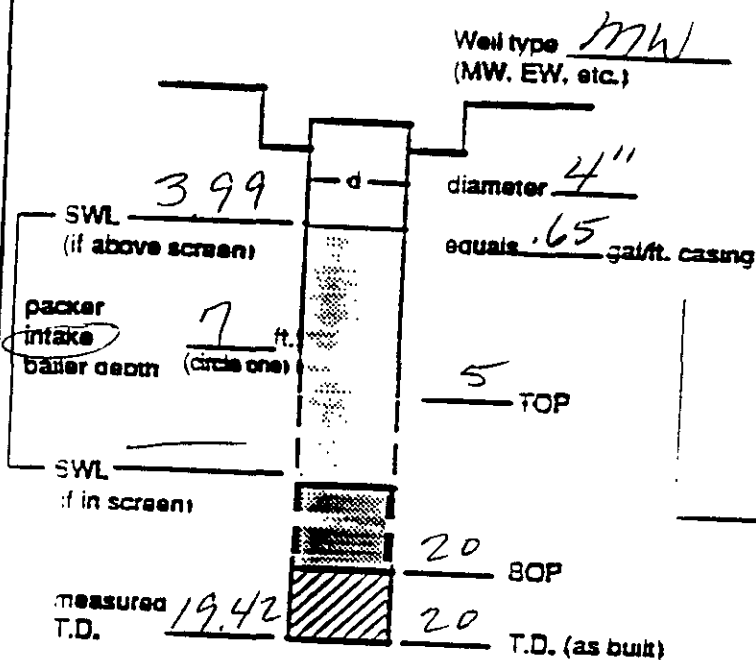 Well type MW
(MW, EW, etc.)
diameter 4"
d
3.99
SWL
(if above screen)
equals .65 gal/ft. casing
packer
intake 7 ft.
bailer depth (circle one)
5 TOP
SWL
if in screen)
20 BOP
measured
T.D. 19.42
20 T.D. (as built)